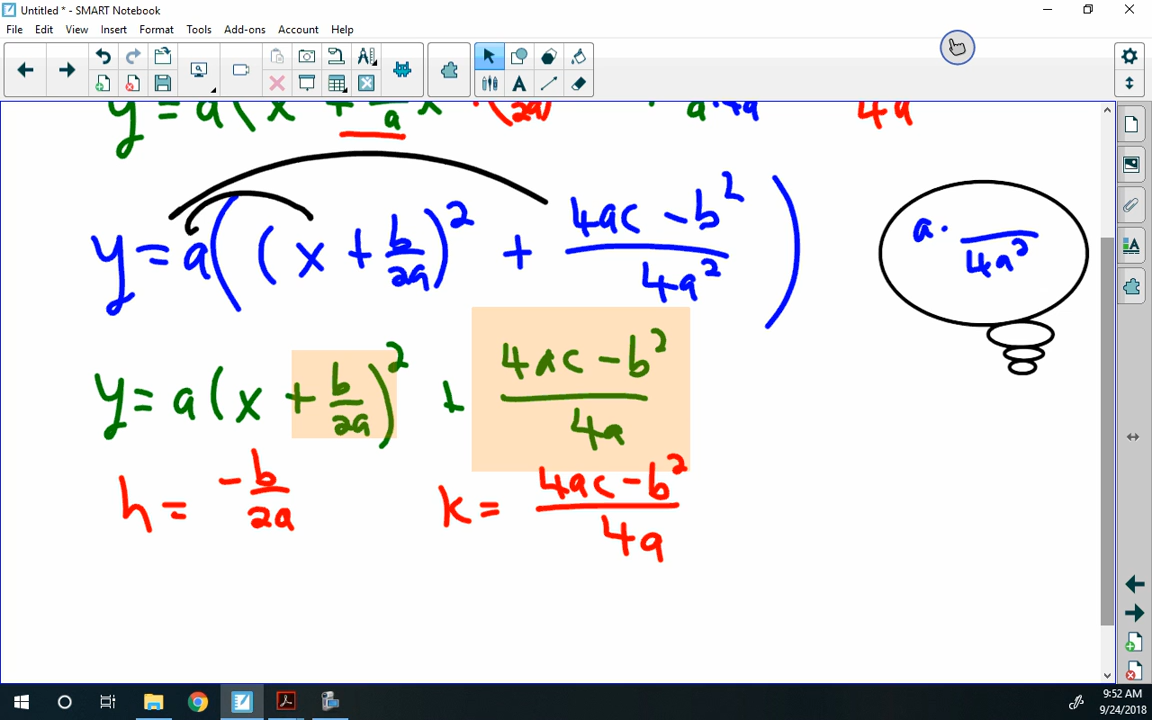 Untitled * - SMART Notebook
File Edit View Insert Format Tools Add-ons Account Help
y = a(x + b/2a)² + (4ac - b²)/4a
y = a((x + b/2a)² + (4ac - b²)/4a²)
a· /4a²
h = -b/2a k = (4ac - b²)/4a
9:52 AM
9/24/2018